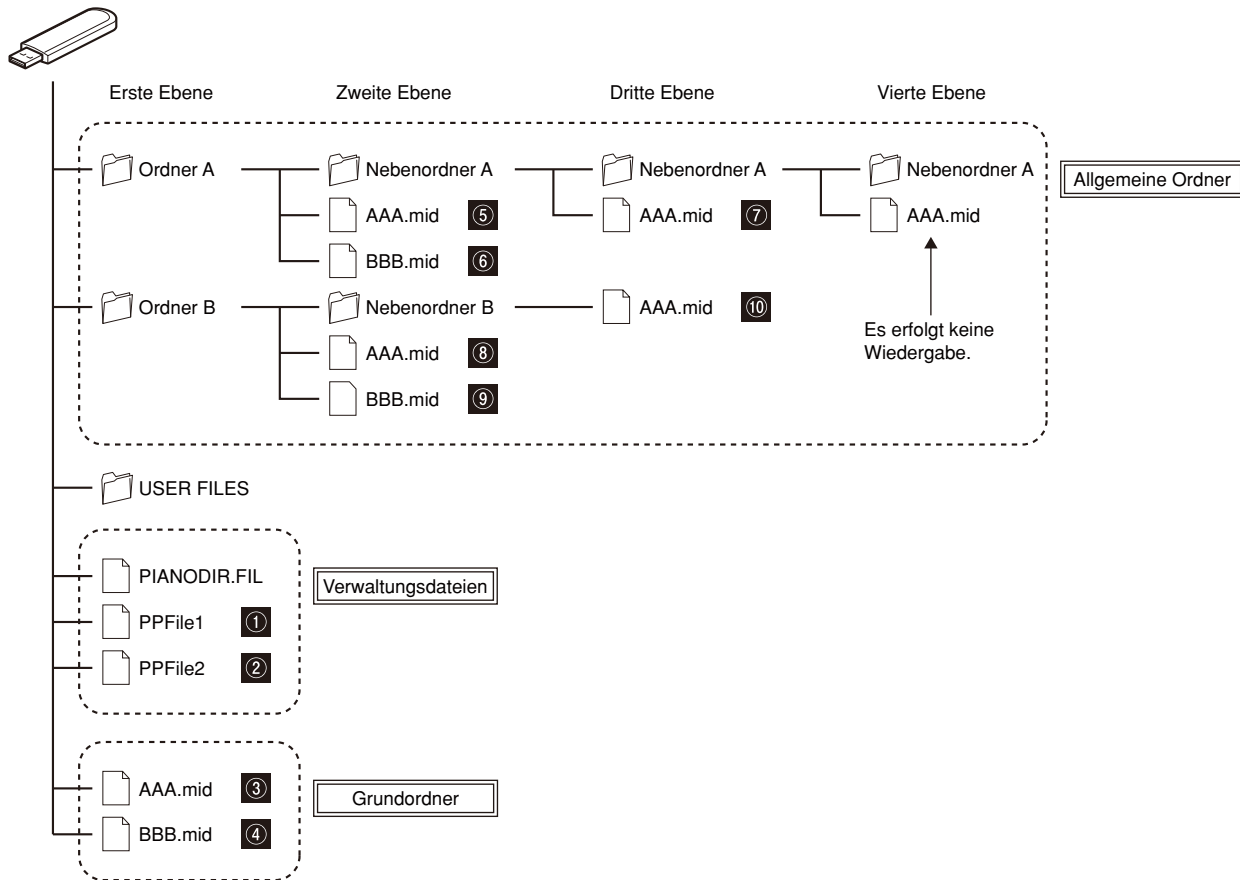 Erste Ebene Zweite Ebene Dritte Ebene Vierte Ebene
Ordner A Nebenordner A Nebenordner A Nebenordner A
Allgemeine Ordner
AAA.mid ⑤ AAA.mid ⑦ AAA.mid
BBB.mid ⑥
Ordner B Nebenordner B AAA.mid ⑩
Es erfolgt keine
Wiedergabe.
AAA.mid ⑧
BBB.mid ⑨
USER FILES
PIANODIR.FIL
Verwaltungsdateien
PPFile1 ①
PPFile2 ②
AAA.mid ③
Grundordner
BBB.mid ④